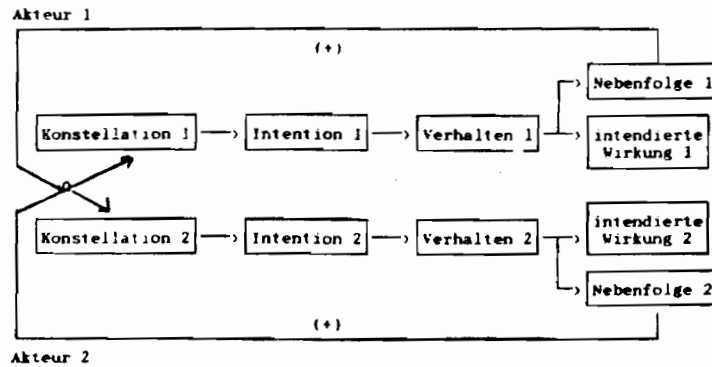 Akteur 1
(+)
Nebenfolge 1
Konstellation 1
Intention 1
Verhalten 1
intendierte
Wirkung 1
Konstellation 2
Intention 2
Verhalten 2
intendierte
Wirkung 2
Nebenfolge 2
(+)
Akteur 2